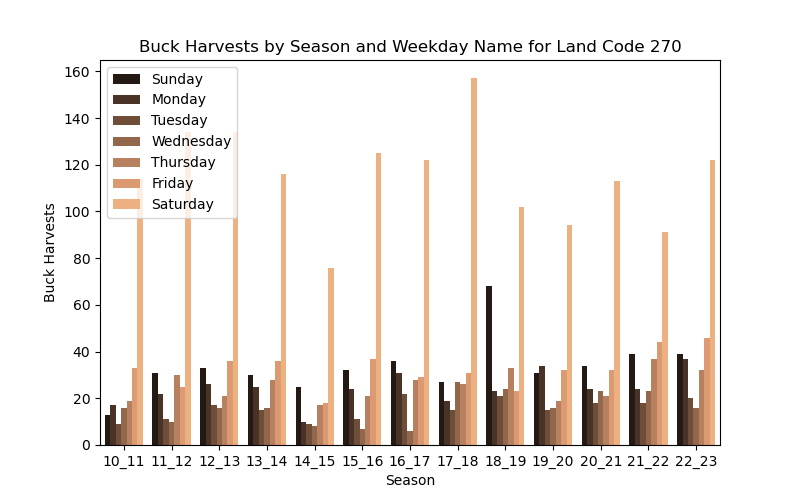 Buck Harvests by Season and Weekday Name for Land Code 270
160
140
120
100
80
60
40
20
0
Buck Harvests
Sunday
Monday
Tuesday
Wednesday
Thursday
Friday
Saturday
10_11 11_12 12_13 13_14 14_15 15_16 16_17 17_18 18_19 19_20 20_21 21_22 22_23
Season